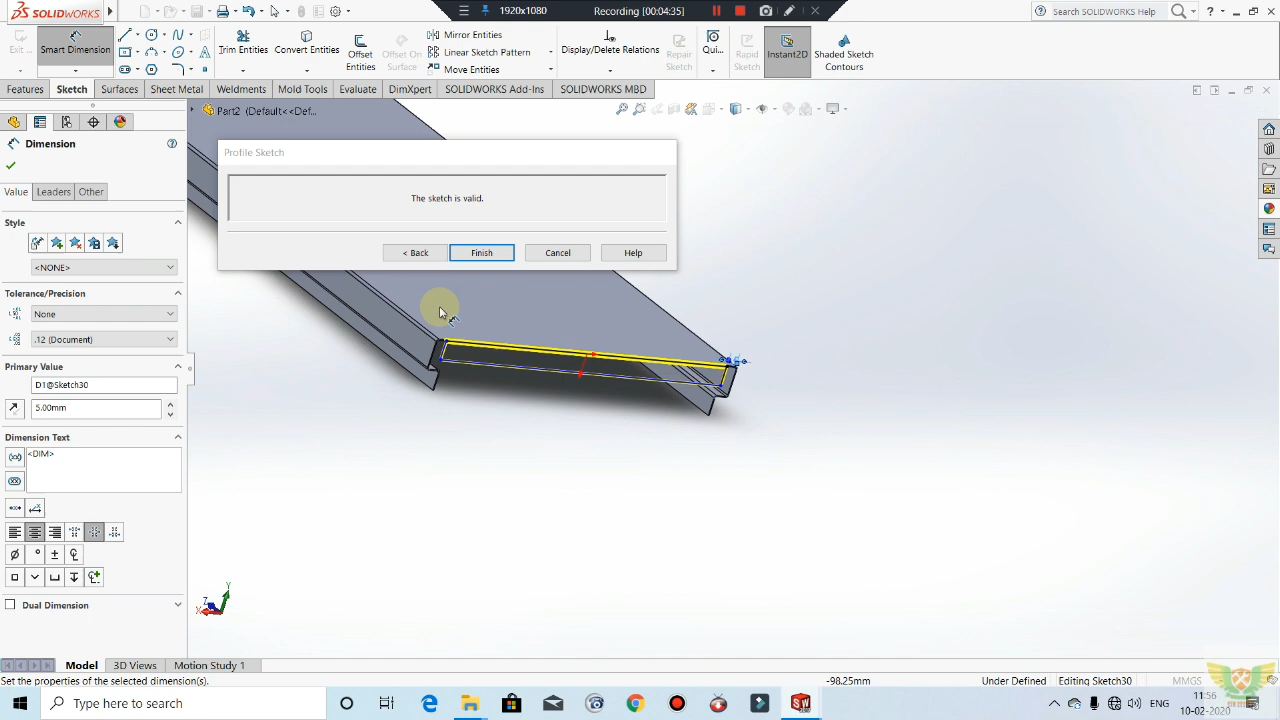 SOLIDWORKS
1920x1080
Recording [00:04:35]
Search SOLIDWORKS Help
Exit ...
Smart Dimension
Trim Entities
Convert Entities
Offset Entities
Offset On Surface
Mirror Entities
Linear Sketch Pattern
Move Entities
Display/Delete Relations
Repair Sketch
Qui...
Rapid Sketch
Instant2D
Shaded Sketch Contours
Features
Sketch
Surfaces
Sheet Metal
Weldments
Mold Tools
Evaluate
DimXpert
SOLIDWORKS Add-Ins
SOLIDWORKS MBD
Part2 (Default<<Def...
Dimension
Value
Leaders
Other
Style
<NONE>
Tolerance/Precision
None
.12 (Document)
Primary Value
D1@Sketch30
5.00mm
Dimension Text
<DIM>
Dual Dimension
Profile Sketch
The sketch is valid.
< Back
Finish
Cancel
Help
Y
Z
X
Model
3D Views
Motion Study 1
Set the properties of the selected dimension(s).
-98.25mm
Under Defined
Editing Sketch30
MMGS
Type here to search
ENG
11:56
10-02-2020